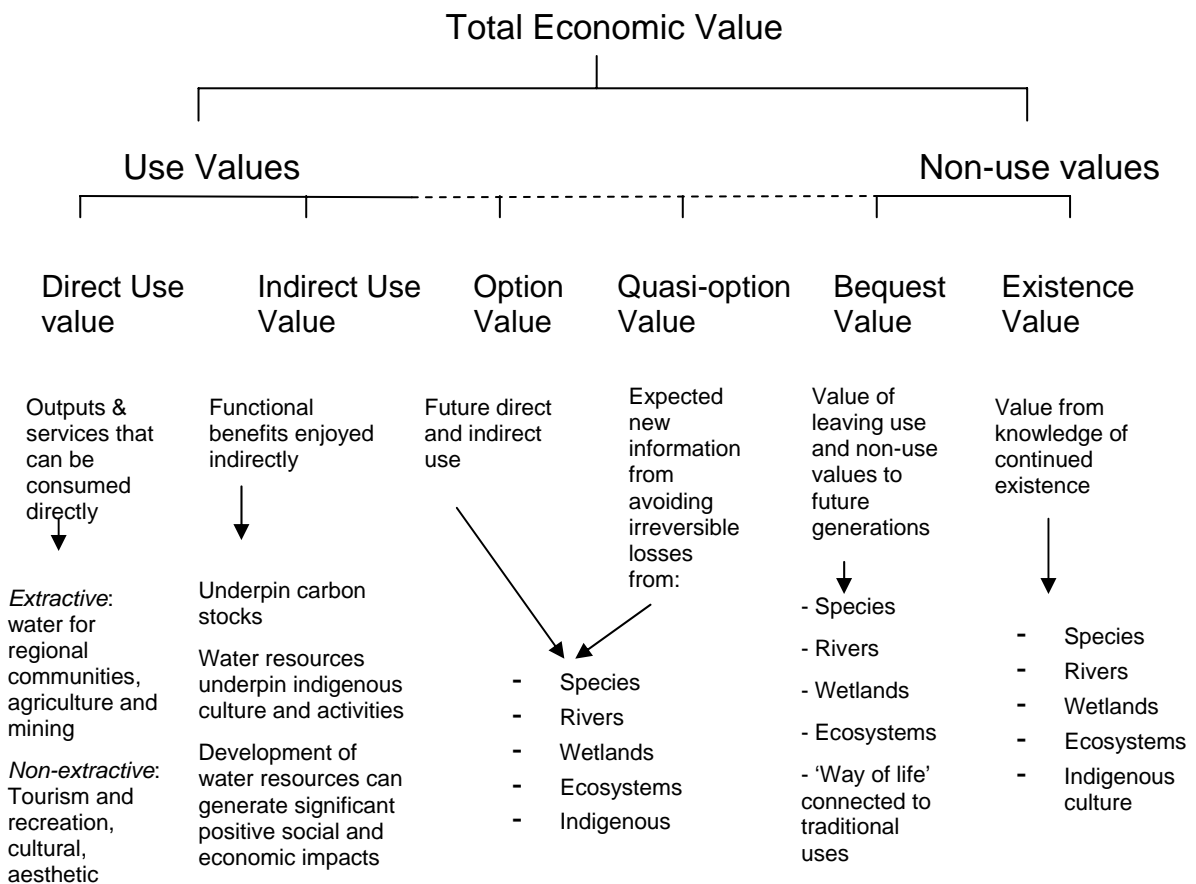 Total Economic Value
Use Values
Non-use values
Direct Use
value
Indirect Use
Value
Option
Value
Quasi-option
Value
Bequest
Value
Existence
Value
Outputs &
services that
can be
consumed
directly
Functional
benefits enjoyed
indirectly
Future direct
and indirect
use
Expected
new
information
from
avoiding
irreversible
losses
from:
Value of
leaving use
and non-use
values to
future
generations
Value from
knowledge of
continued
existence
Extractive:
water for
regional
communities,
agriculture and
mining
Non-extractive:
Tourism and
recreation,
cultural,
aesthetic
Underpin carbon
stocks
Water resources
underpin indigenous
culture and activities
Development of
water resources can
generate significant
positive social and
economic impacts
- Species
- Rivers
- Wetlands
- Ecosystems
- Indigenous
- Species
- Rivers
- Wetlands
- Ecosystems
- ‘Way of life’
connected to
traditional
uses
- Species
- Rivers
- Wetlands
- Ecosystems
- Indigenous
culture